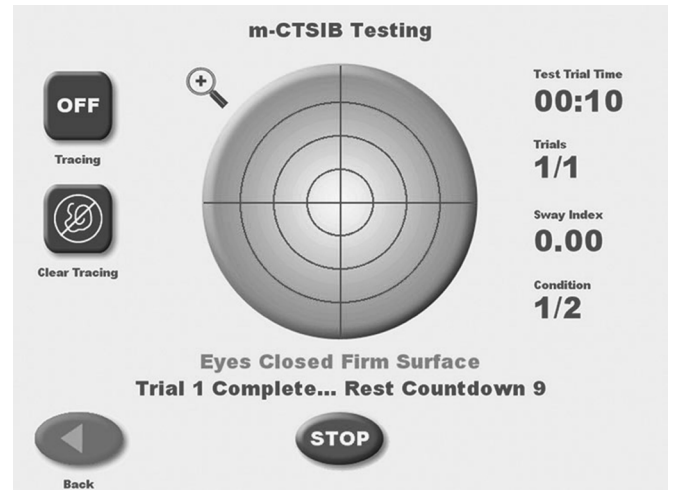 m-CTSIB Testing
OFF
Tracing
Clear Tracing
Test Trial Time
00:10
Trials
1/1
Sway Index
0.00
Condition
1/2
Eyes Closed Firm Surface
Trial 1 Complete... Rest Countdown 9
STOP
Back